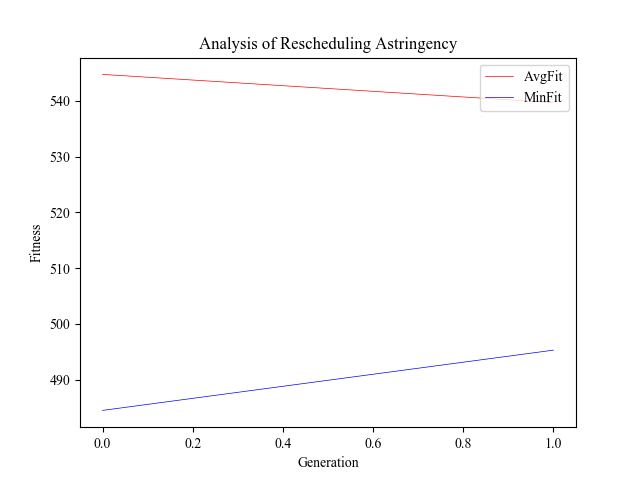 Analysis of Rescheduling Astringency
AvgFit
MinFit
540
530
520
510
500
490
Fitness
0.0
0.2
0.4
0.6
0.8
1.0
Generation